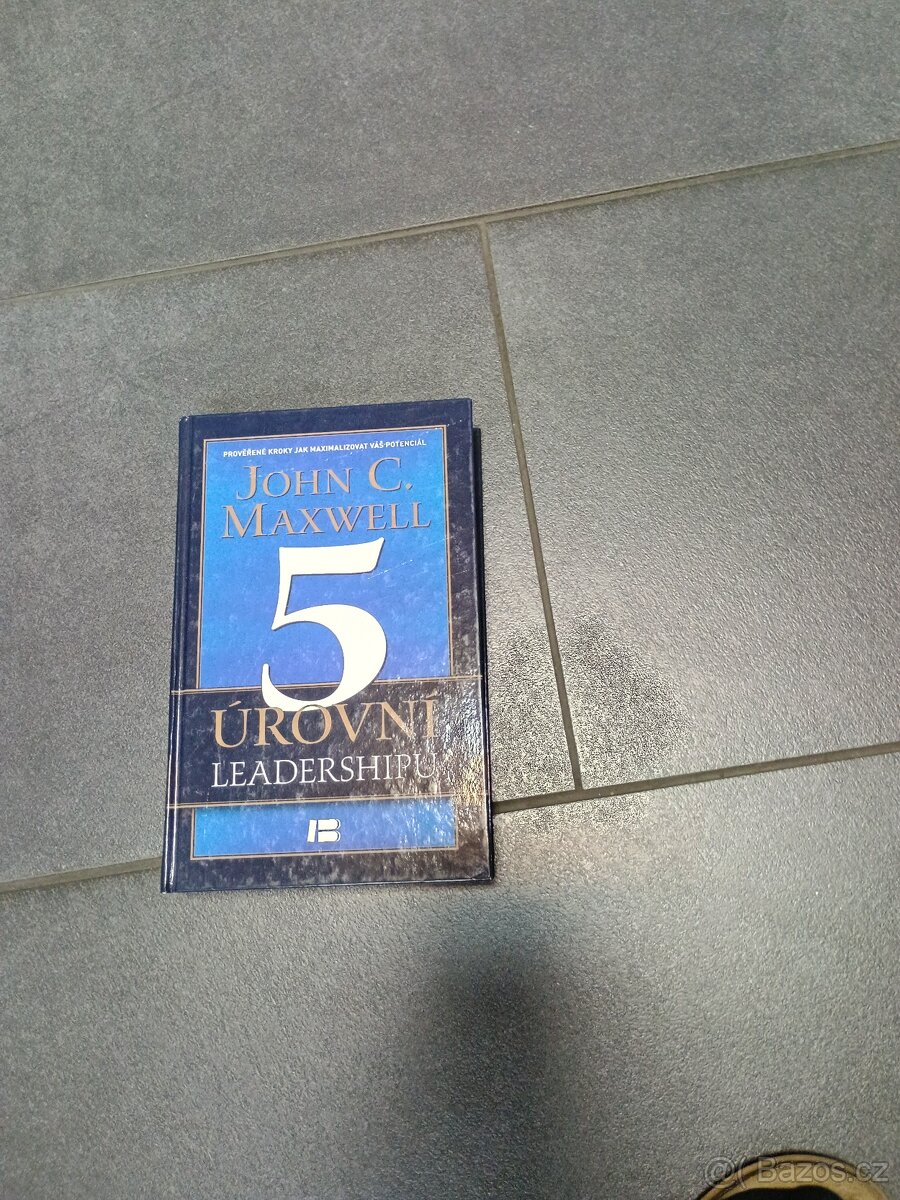 PROVĚŘENÉ KROKY JAK MAXIMALIZOVAT VÁŠ POTENCIÁL
JOHN C.
MAXWELL
5
ÚROVNÍ
LEADERSHIPU
B
@( Bazos.cz